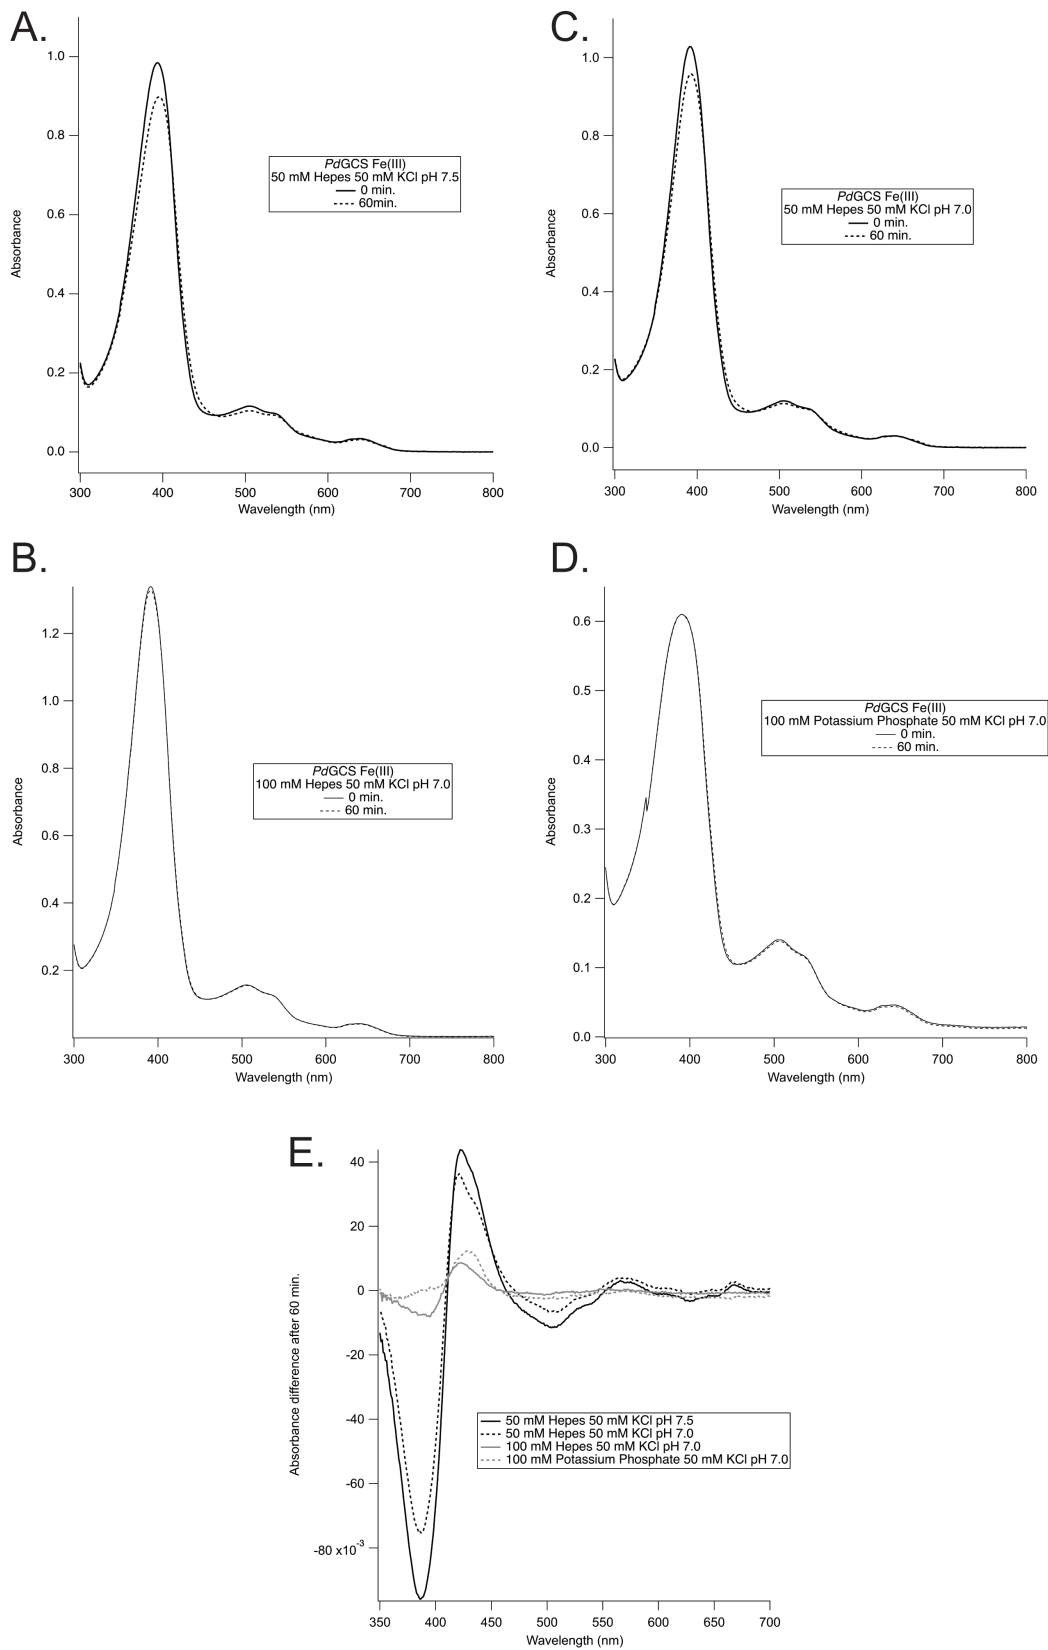 A.
1.0
0.8
0.6
0.4
0.2
0.0
Absorbance
PdGCS Fe(III)
50 mM Hepes 50 mM KCl pH 7.5
0 min.
60min.
300 400 500 600 700 800
Wavelength (nm)
C.
1.0
0.8
0.6
0.4
0.2
0.0
Absorbance
PdGCS Fe(III)
50 mM Hepes 50 mM KCl pH 7.0
0 min.
60 min.
300 400 500 600 700 800
Wavelength (nm)
B.
1.2
1.0
0.8
0.6
0.4
0.2
Absorbance
PdGCS Fe(III)
100 mM Hepes 50 mM KCl pH 7.0
0 min.
60 min.
300 400 500 600 700 800
Wavelength (nm)
D.
0.6
0.5
0.4
0.3
0.2
0.1
0.0
Absorbance
PdGCS Fe(III)
100 mM Potassium Phosphate 50 mM KCl pH 7.0
0 min.
60 min.
300 400 500 600 700 800
Wavelength (nm)
E.
40
20
0
-20
-40
-60
-80 x10-3
Absorbance difference after 60 min.
50 mM Hepes 50 mM KCl pH 7.5
50 mM Hepes 50 mM KCl pH 7.0
100 mM Hepes 50 mM KCl pH 7.0
100 mM Potassium Phosphate 50 mM KCl pH 7.0
350 400 450 500 550 600 650 700
Wavelength (nm)